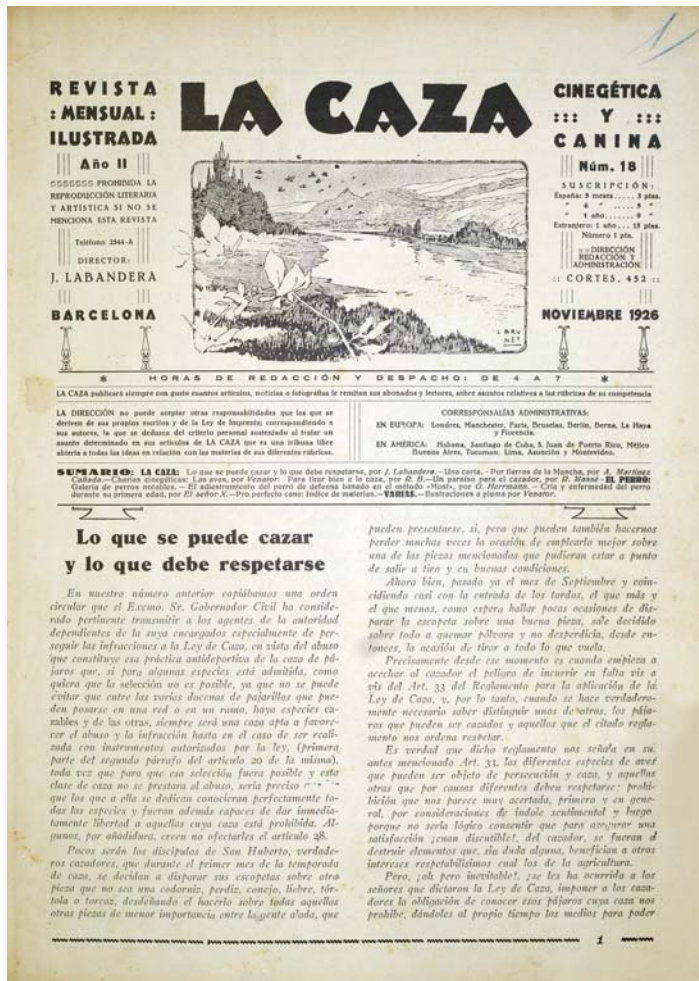 REVISTA
: MENSUAL :
ILUSTRADA
Año II
PROHIBIDA LA
REPRODUCCIÓN LITERARIA
Y ARTÍSTICA SI NO SE
MENCIONA ESTA REVISTA
Teléfono 2344-A
DIRECTOR:
J. LABANDERA
BARCELONA
LA CAZA
L. BRU
NET
CINEGÉTICA
::: Y :::
CANINA
Núm. 18
SUSCRIPCIÓN:
España: 3 meses..... 3 ptas.
" 6 " ..... 5 "
" 1 año....... 9 "
Extranjero: 1 año... 15 ptas.
Número 1 pta.
:: DIRECCIÓN
REDACCIÓN Y
ADMINISTRACIÓN
:: CORTES, 452 ::
NOVIEMBRE 1926
* HORAS DE REDACCIÓN Y DESPACHO: DE 4 A 7 *
LA CAZA publicará siempre con gusto cuantos artículos, noticias o fotografías le remitan sus abonados y lectores, sobre asuntos relativos a las rúbricas de su competencia
LA DIRECCIÓN no puede aceptar otras responsabilidades que las que se
deriven de sus propios escritos y de la Ley de Imprenta; correspondiendo a
sus autores, la que se deduzca del criterio personal sustentado al tratar un
asunto determinado en sus artículos de LA CAZA que es una tribuna libre
abierta a todas las ideas en relación con las materias de sus diferentes rúbricas.
CORRESPONSALÍAS ADMINISTRATIVAS:
EN EUROPA: Londres, Manchester, París, Bruselas, Berlín, Berna, La Haya
y Florencia.
EN AMÉRICA: Habana, Santiago de Cuba, S. Juan de Puerto Rico, Méjico
Buenos Aires, Tucuman, Lima, Asunción y Montevideo.
SUMARIO: LA CAZA: Lo que se puede cazar y lo que debe respetarse, por J. Labandera.—Una carta.- Por tierras de la Mancha, por A. Martínez
Cañada.—Charlas cinegéticas: Las aves, por Venator. Para tirar bien a la caza, por R. B.—Un paraíso para el cazador, por R. Massé - EL PERRO:
Galería de perros notables. — El adiestramiento del perro de defensa basado en el método «Most», por O. Herrmann. — Cría y enfermedad del perro
durante su primera edad, por El señor X.—Pro perfecto cane: Indice de materias.—VARIAS.—Ilustraciones a pluma por Venator.
Lo que se puede cazar
y lo que debe respetarse
En nuestro número anterior copiábamos una orden
circular que el Excmo. Sr. Gobernador Civil ha conside-
rado pertinente transmitir a los agentes de la autoridad
dependientes de la suya encargados especialmente de per-
seguir las infracciones a la Ley de Caza, en vista del abuso
que constituye esa práctica antideportiva de la caza de pá-
jaros que, si para algunas especies está admitida, como
quiera que la selección no es posible, ya que no se puede
evitar que entre las varias docenas de pajarillos que pue-
den posarse en una red o en un ramo, haya especies ca-
zables y de las otras, siempre será una caza apta a favore-
cer el abuso y la infracción hasta en el caso de ser reali-
zada con instrumentos autorizados por la ley, (primera
parte del segundo párrafo del artículo 20 de la misma),
toda vez que para que esa selección fuera posible y esta
clase de caza no se prestara al abuso, sería preciso
que los que a ella se dedican conocieran perfectamente to-
das las especies y fueran además capaces de dar inmedia-
tamente libertad a aquellas cuya caza está prohibida. Al-
gunos, por añadidura, creen no afectarles el artículo 28.
Pocos serán los discípulos de San Huberto, verdade-
ros cazadores, que durante el primer mes de la temporada
de caza, se decidan a disparar sus escopetas sobre otra
pieza que no sea una codorniz, perdiz, conejo, liebre, tór-
tola o torcaz, desdeñando el hacerlo sobre todas aquellas
otras piezas de menor importancia entre la gente alada, que
pueden presentarse, sí, pero que pueden también hacernos
perder muchas veces la ocasión de emplearlo mejor sobre
una de las piezas mencionadas que pudieran estar a punto
de salir a tiro y en buenas condiciones.
Ahora bien, pasado ya el mes de Septiembre y coin-
cidiendo casi con la entrada de los tordos, el que más y
el que menos, como espera hallar pocas ocasiones de dis-
parar la escopeta sobre una buena pieza, sale decidido
sobre todo a quemar pólvora y no desperdicia, desde en-
tonces, la ocasión de tirar a todo lo que vuela.
Precisamente desde ese momento es cuando empieza a
acechar al cazador el peligro de incurrir en falta vis a
vis del Art. 33 del Reglamento para la aplicación de la
Ley de Caza, y, por lo tanto, cuando se hace verdadera-
mente necesario saber distinguir unos de otros, los pája-
ros que pueden ser cazados y aquellos que el citado regla-
mento nos ordena respetar.
Es verdad que dicho reglamento nos señala en su
antes mencionado Art. 33, las diferentes especies de aves
que pueden ser objeto de persecución y caza, y aquellas
otras que por causas diferentes deben respetarse; prohi-
bición que nos parece muy acertada, primero y en gene-
ral, por consideraciones de índole sentimental y luego
porque no sería lógico consentir que para asegurar una
satisfacción ¡cuan discutible!, del cazador, se fueran a
destruir elementos que, sin duda alguna, benefician a otros
intereses respetabilísimos cual los de la agricultura.
Pero, ¡oh pero inevitable!, ¿se les ha ocurrido a los
señores que dictaron la Ley de Caza, imponer a los caza-
dores la obligación de conocer esos pájaros cuya caza nos
prohibe, dándoles al propio tiempo los medios para poder
1